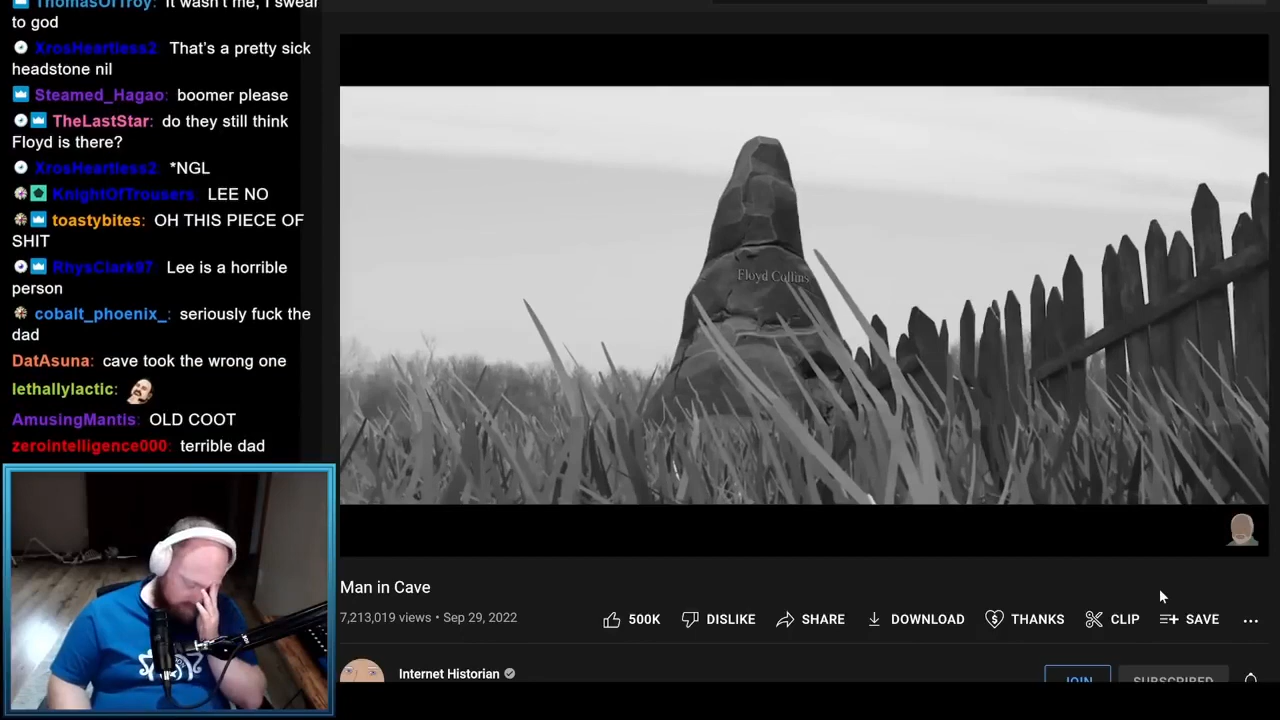 ThomasOfTroy: It wasn't me, I swear
to god
XrosHeartless2: That's a pretty sick
headstone nil
Steamed_Hagao: boomer please
TheLastStar: do they still think
Floyd is there?
XrosHeartless2: *NGL
KnightOfTrousers: LEE NO
toastybites: OH THIS PIECE OF
SHIT
RhysClark97: Lee is a horrible
person
cobalt_phoenix_: seriously fuck the
dad
DatAsuna: cave took the wrong one
lethallylactic:
AmusingMantis: OLD COOT
zerointelligence000: terrible dad
Floyd Collins
Man in Cave
7,213,019 views • Sep 29, 2022
500K
DISLIKE
SHARE
DOWNLOAD
THANKS
CLIP
SAVE
Internet Historian
JOIN
SUBSCRIBED